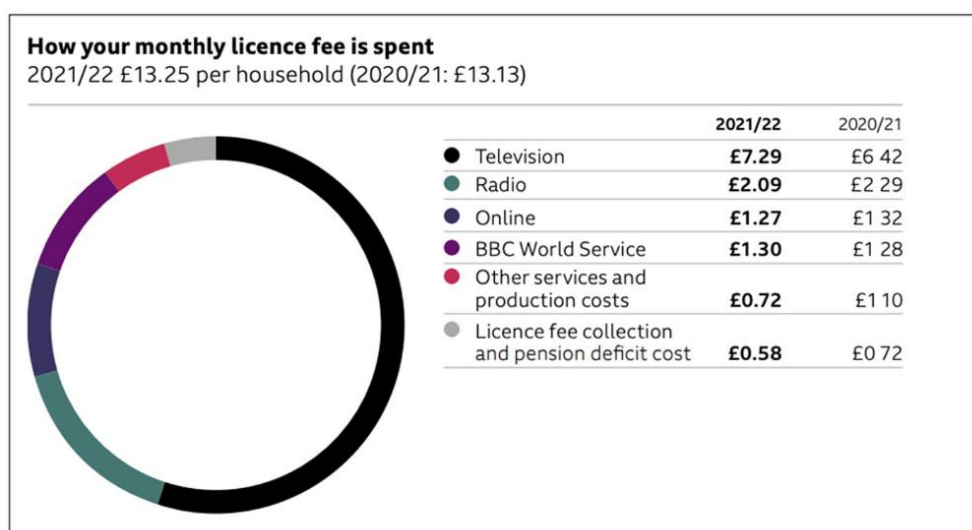 How your monthly licence fee is spent
2021/22 £13.25 per household (2020/21: £13.13)
2021/22 2020/21
Television £7.29 £6 42
Radio £2.09 £2 29
Online £1.27 £1 32
BBC World Service £1.30 £1 28
Other services and
production costs £0.72 £1 10
Licence fee collection
and pension deficit cost £0.58 £0 72